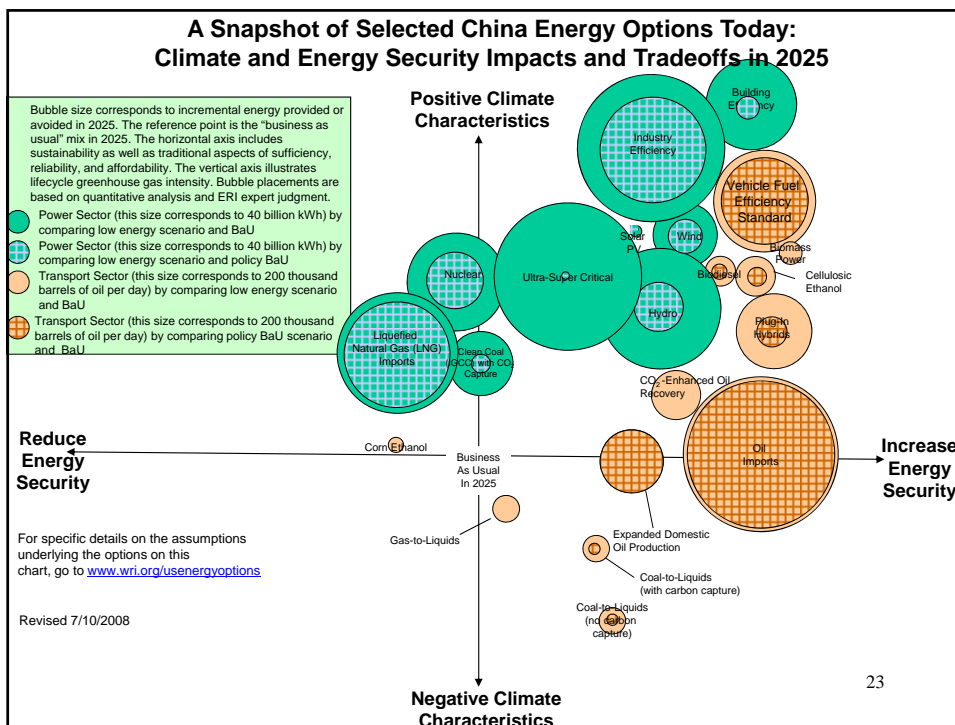 A Snapshot of Selected China Energy Options Today:
Climate and Energy Security Impacts and Tradeoffs in 2025
Positive Climate
Characteristics
Bubble size corresponds to incremental energy provided or
avoided in 2025. The reference point is the "business as
usual" mix in 2025. The horizontal axis includes
sustainability as well as traditional aspects of sufficiency,
reliability, and affordability. The vertical axis illustrates
lifecycle greenhouse gas intensity. Bubble placements are
based on quantitative analysis and ERI expert judgment.
Power Sector (this size corresponds to 40 billion kWh) by
comparing low energy scenario and BaU
Power Sector (this size corresponds to 40 billion kWh) by
comparing low energy scenario and policy BaU
Transport Sector (this size corresponds to 200 thousand
barrels of oil per day) by comparing low energy scenario
and BaU
Transport Sector (this size corresponds to 200 thousand
barrels of oil per day) by comparing policy BaU scenario
and BaU
Building
Efficiency
Industry
Efficiency
Vehicle Fuel
Efficiency
Standard
Solar
PV
Wind
Biomass
Power
Nuclear
Ultra-Super Critical
Biodiesel
Cellulosic
Ethanol
Hydro
Plug-In
Hybrids
Liquefied
Natural Gas (LNG)
Imports
Clean Coal
(IGCC) with CO₂
Capture
CO₂-Enhanced Oil
Recovery
Reduce
Energy
Security
Corn Ethanol
Business
As Usual
In 2025
Oil
Imports
Increase
Energy
Security
Gas-to-Liquids
Expanded Domestic
Oil Production
Coal-to-Liquids
(with carbon capture)
Coal-to-Liquids
(no carbon
capture)
For specific details on the assumptions
underlying the options on this
chart, go to www.wri.org/usenergyoptions
Revised 7/10/2008
Negative Climate
Characteristics
23